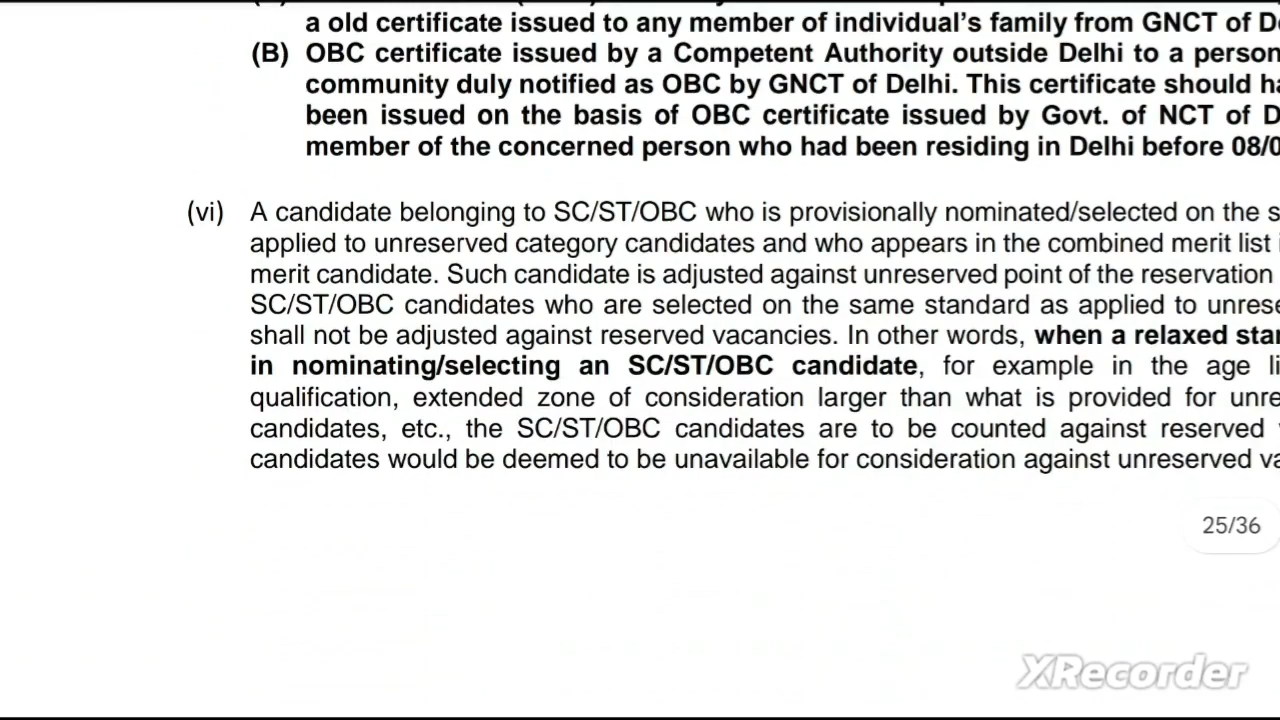 a old certificate issued to any member of individual's family from GNCT of
(B) OBC certificate issued by a Competent Authority outside Delhi to a person
community duly notified as OBC by GNCT of Delhi. This certificate should
been issued on the basis of OBC certificate issued by Govt. of NCT of
member of the concerned person who had been residing in Delhi before 08/0
(vi) A candidate belonging to SC/ST/OBC who is provisionally nominated/selected on the
applied to unreserved category candidates and who appears in the combined merit list
merit candidate. Such candidate is adjusted against unreserved point of the reservation
SC/ST/OBC candidates who are selected on the same standard as applied to
shall not be adjusted against reserved vacancies. In other words, when a relaxed
in nominating/selecting an SC/ST/OBC candidate, for example in the age
qualification, extended zone of consideration larger than what is provided for
candidates, etc., the SC/ST/OBC candidates are to be counted against reserved
candidates would be deemed to be unavailable for consideration against unreserved
25/36
XRecorder